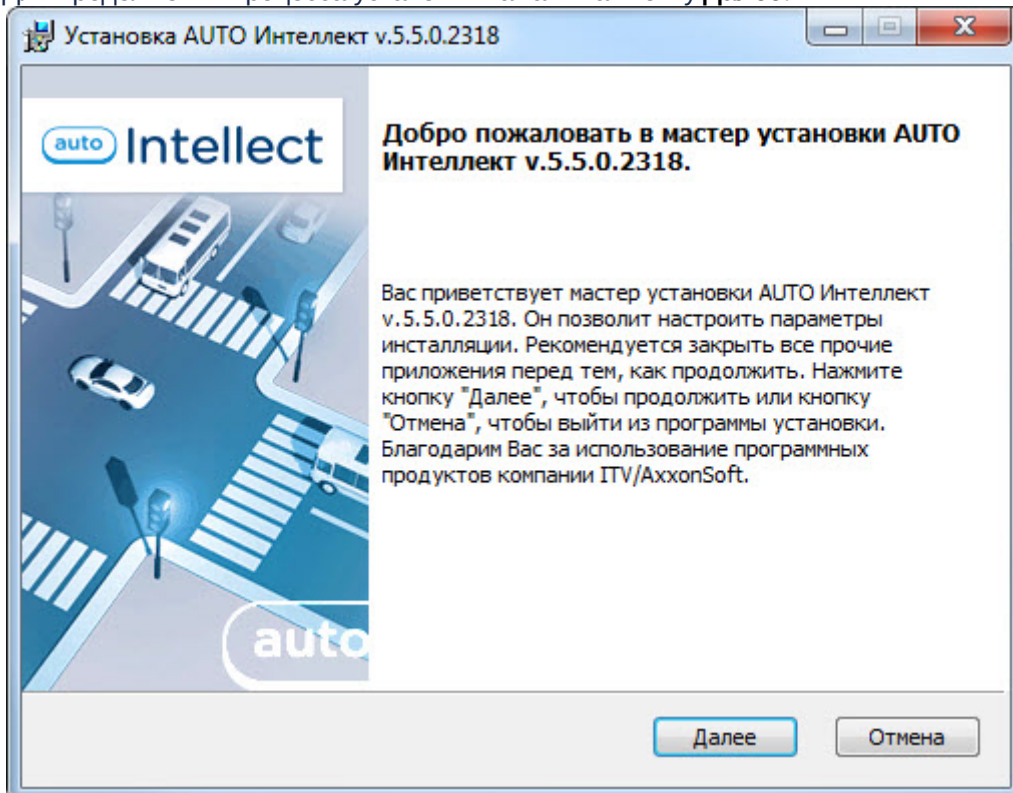 Установка AUTO Интеллект v.5.5.0.2318
auto Intellect
Добро пожаловать в мастер установки AUTO
Интеллект v.5.5.0.2318.
Вас приветствует мастер установки AUTO Интеллект
v.5.5.0.2318. Он позволит настроить параметры
инсталляции. Рекомендуется закрыть все прочие
приложения перед тем, как продолжить. Нажмите
кнопку "Далее", чтобы продолжить или кнопку
"Отмена", чтобы выйти из программы установки.
Благодарим Вас за использование программных
продуктов компании ITV/AxxonSoft.
auto
Далее Отмена